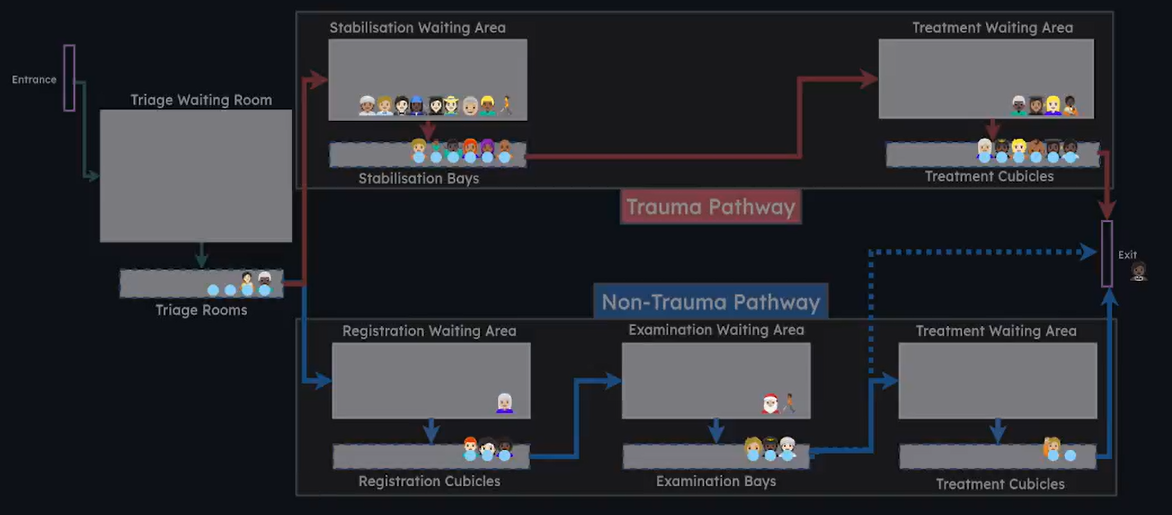 Stabilisation Waiting Area
Treatment Waiting Area
Entrance
Triage Waiting Room
Stabilisation Bays
Treatment Cubicles
Trauma Pathway
Exit
Triage Rooms
Non-Trauma Pathway
Registration Waiting Area
Examination Waiting Area
Treatment Waiting Area
Registration Cubicles
Examination Bays
Treatment Cubicles